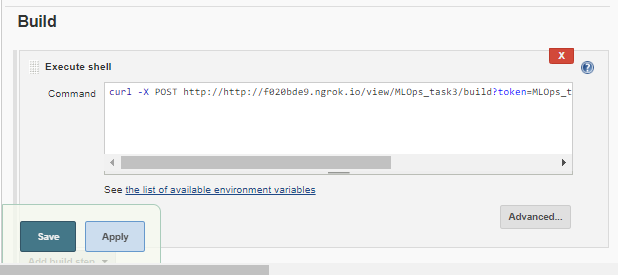 Build
X
Execute shell
?
Command
curl -X POST http://http://f020bde9.ngrok.io/view/MLOps_task3/build?token=MLOps_t
See the list of available environment variables
Advanced...
Save
Apply
Add build step